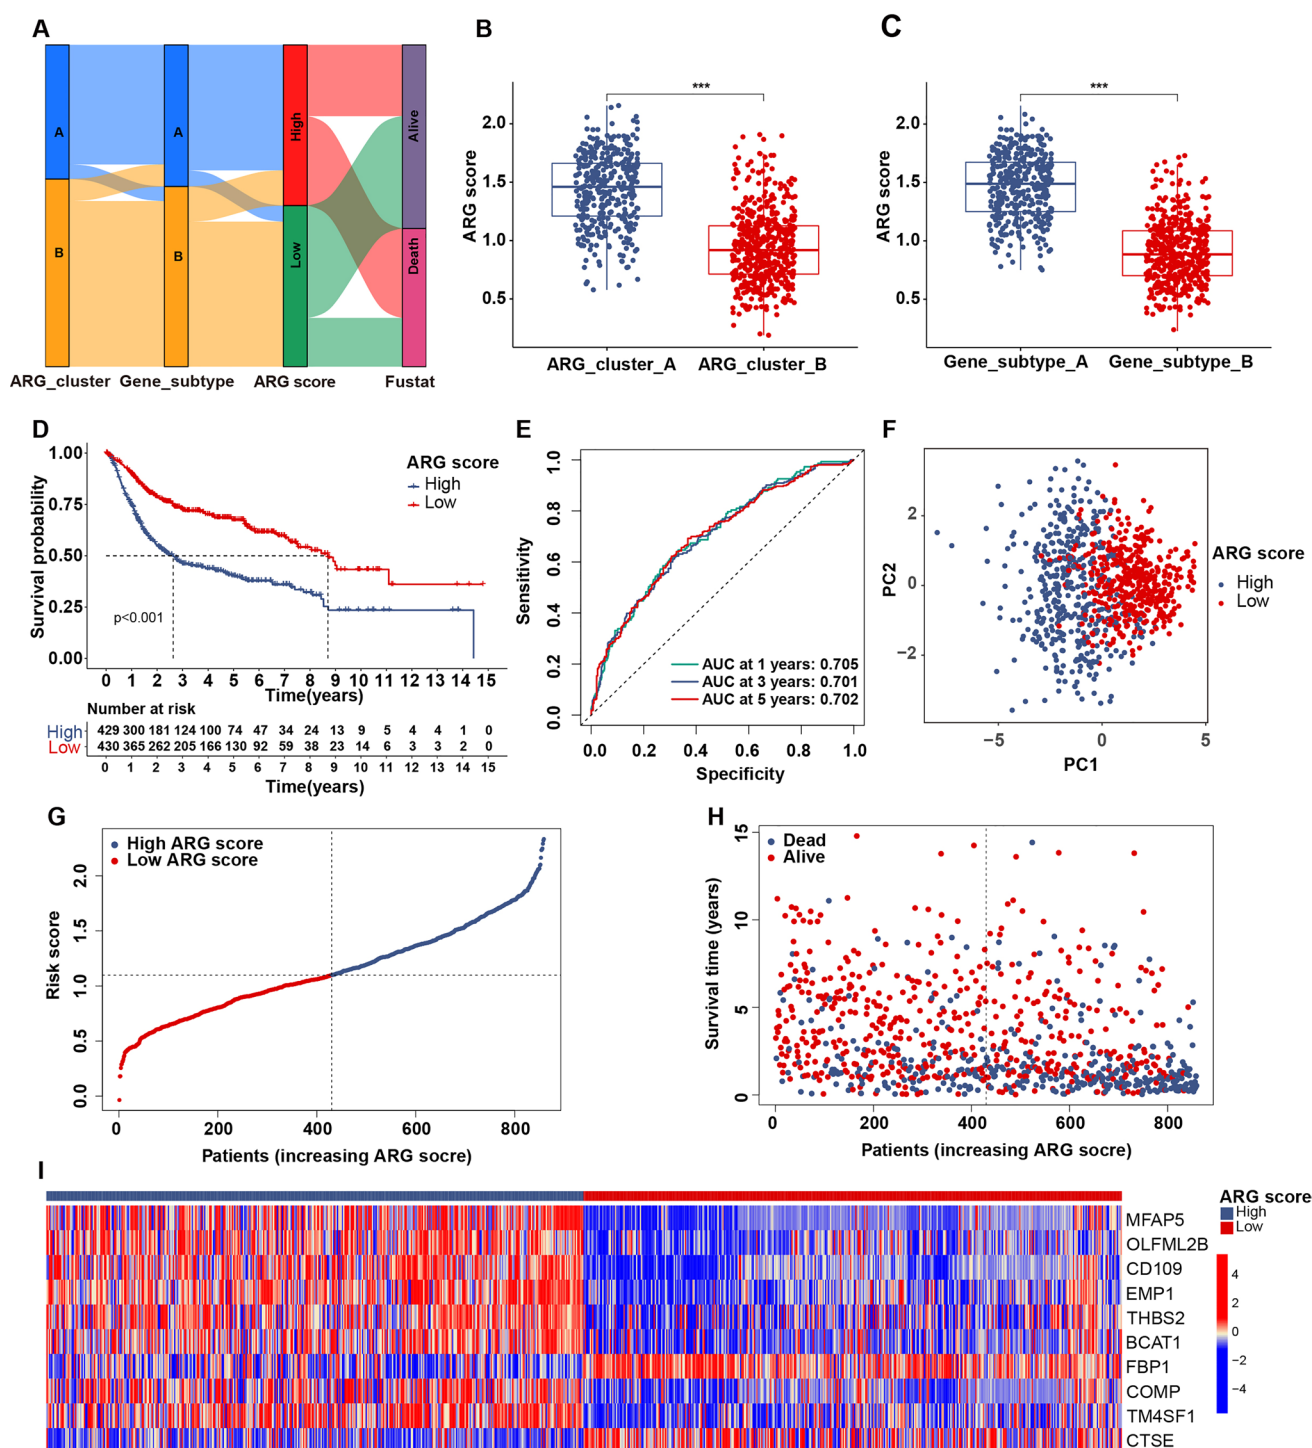 A
A
B
A
B
High
Low
Alive
Death
ARG_cluster Gene_subtype ARG score Fustat
B
***
ARG score
2.0
1.5
1.0
0.5
ARG_cluster_A ARG_cluster_B
C
***
ARG score
2.0
1.5
1.0
0.5
Gene_subtype_A Gene_subtype_B
D
Survival probability
1.00
0.75
0.50
0.25
0.00
p<0.001
ARG score
High
Low
0 1 2 3 4 5 6 7 8 9 10 11 12 13 14 15
Time(years)
Number at risk
High 429 300 181 124 100 74 47 34 24 13 9 5 4 4 1 0
Low 430 365 262 205 166 130 92 59 38 23 14 6 3 3 2 0
0 1 2 3 4 5 6 7 8 9 10 11 12 13 14 15
Time(years)
E
Sensitivity
1.0
0.8
0.6
0.4
0.2
0.0
AUC at 1 years: 0.705
AUC at 3 years: 0.701
AUC at 5 years: 0.702
0.0 0.2 0.4 0.6 0.8 1.0
Specificity
F
PC2
2
0
−2
−5 0 5
PC1
ARG score
High
Low
G
High ARG score
Low ARG score
Risk score
2.0
1.5
1.0
0.5
0.0
0 200 400 600 800
Patients (increasing ARG socre)
H
Dead
Alive
Survival time (years)
15
10
5
0
0 200 400 600 800
Patients (increasing ARG socre)
I
MFAP5
OLFML2B
CD109
EMP1
THBS2
BCAT1
FBP1
COMP
TM4SF1
CTSE
ARG score
High
Low
4
2
0
−2
−4